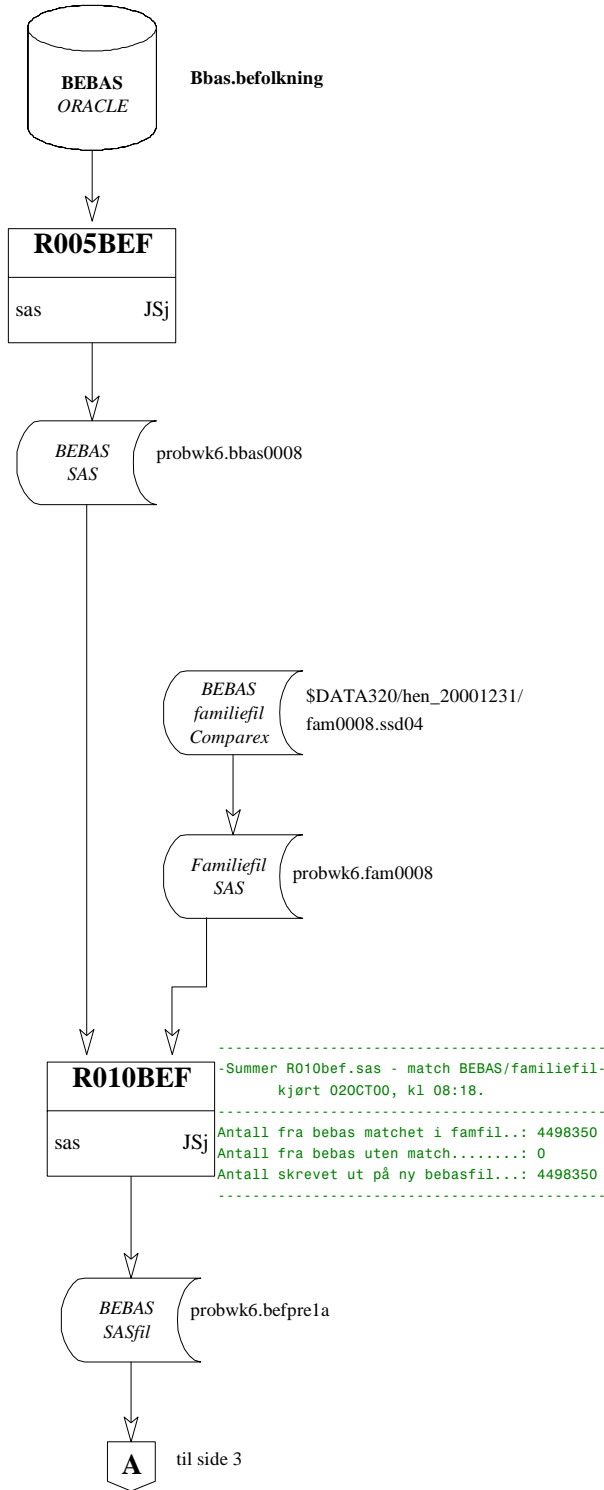 BEBAS
ORACLE
Bbas.befolkning
R005BEF
sas JSj
BEBAS
SAS
probwk6.bbas0008
BEBAS
familiefil
Comparex
$DATA320/hen_20001231/
fam0008.ssd04
Familiefil
SAS
probwk6.fam0008
R010BEF
sas JSj
---------------------------------------------
-Summer R010bef.sas - match BEBAS/familiefil-
kjørt 02OCT00, kl 08:18.
---------------------------------------------
Antall fra bebas matchet i famfil..: 4498350
Antall fra bebas uten match........: 0
Antall skrevet ut på ny bebasfil...: 4498350
---------------------------------------------
BEBAS
SASfil
probwk6.befpre1a
A
til side 3